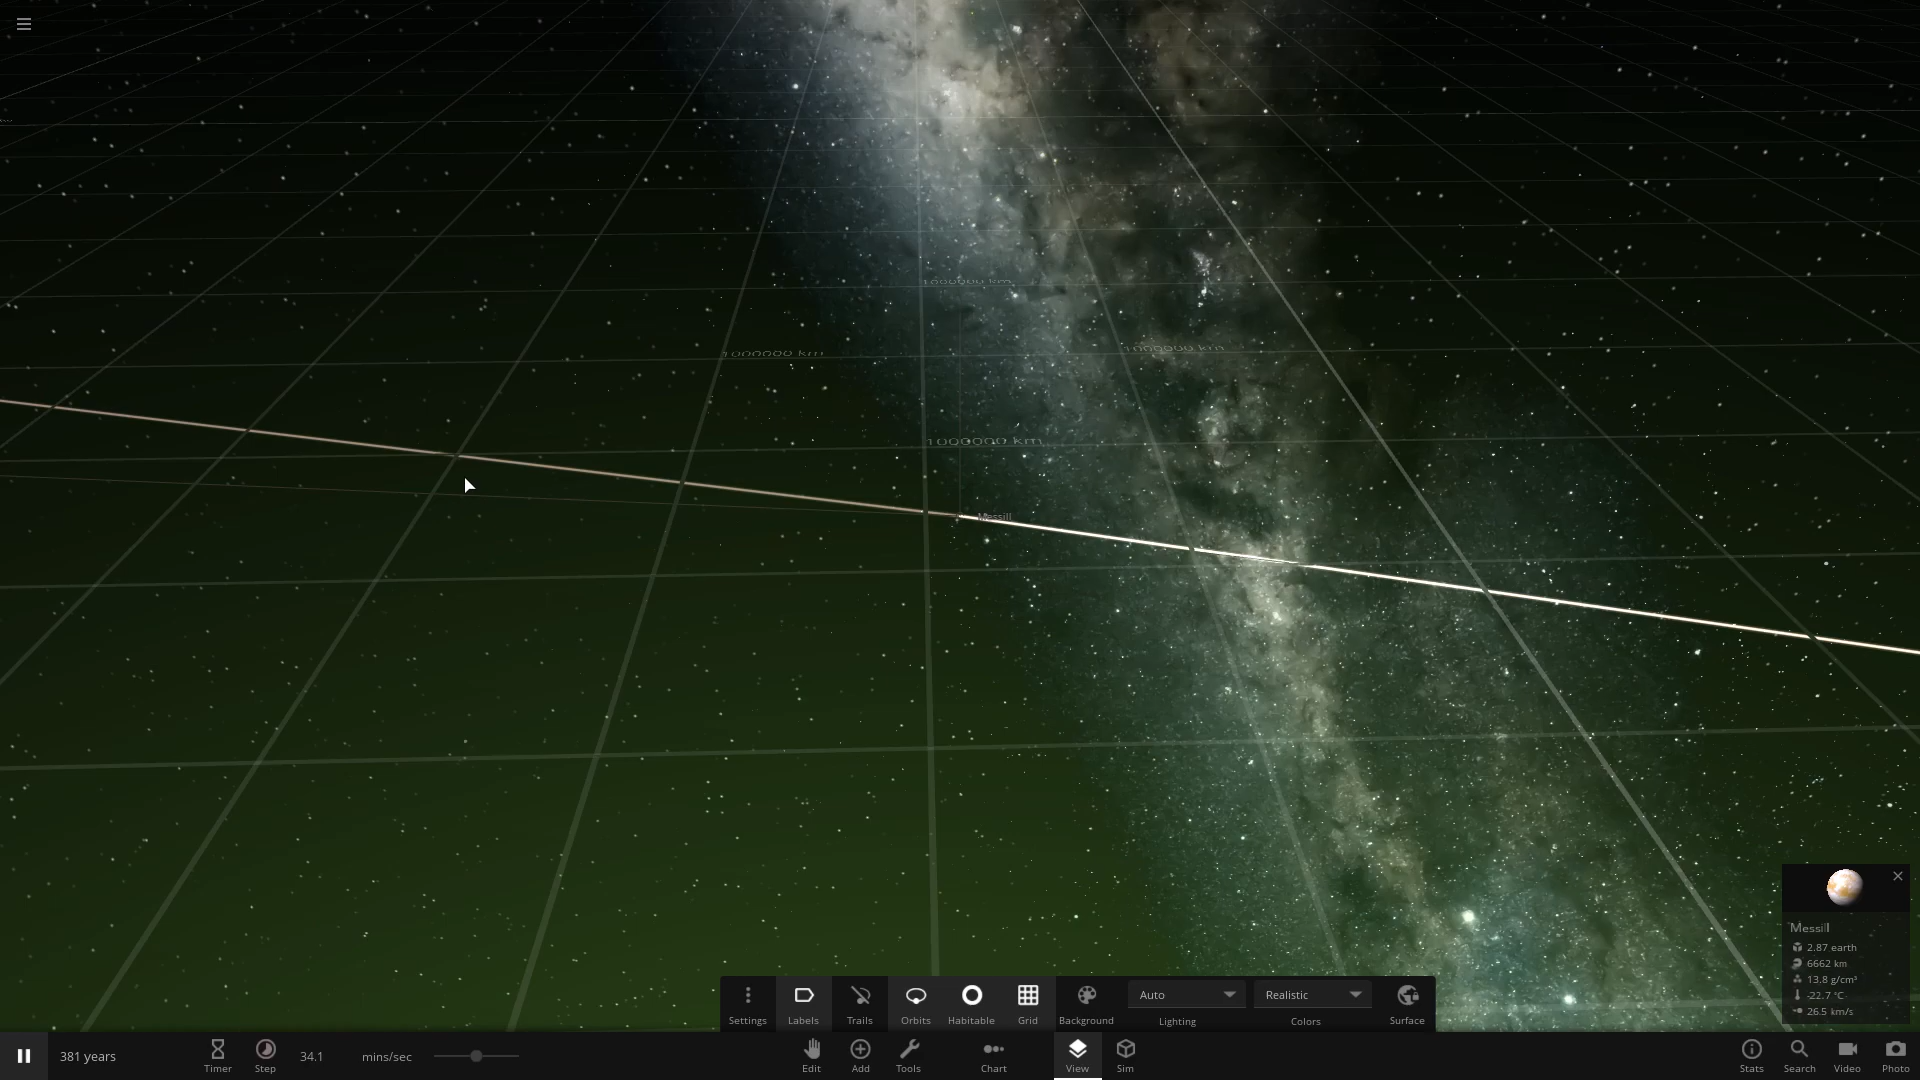 1000000 km
1000000 km
1000000 km
1000000 km
Messill
Messill
2.87 earth
6662 km
13.8 g/cm³
-22.7 °C
26.5 km/s
Settings
Labels
Trails
Orbits
Habitable
Grid
Background
Auto
Lighting
Realistic
Colors
Surface
381 years
Timer
Step
34.1
mins/sec
Edit
Add
Tools
Chart
View
Sim
Stats
Search
Video
Photo